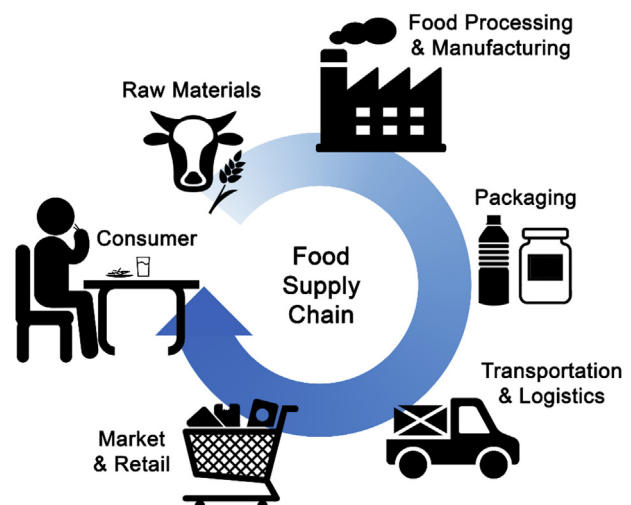 Food Processing
& Manufacturing
Raw Materials
Packaging
Consumer
Food
Supply
Chain
Transportation
& Logistics
Market
& Retail